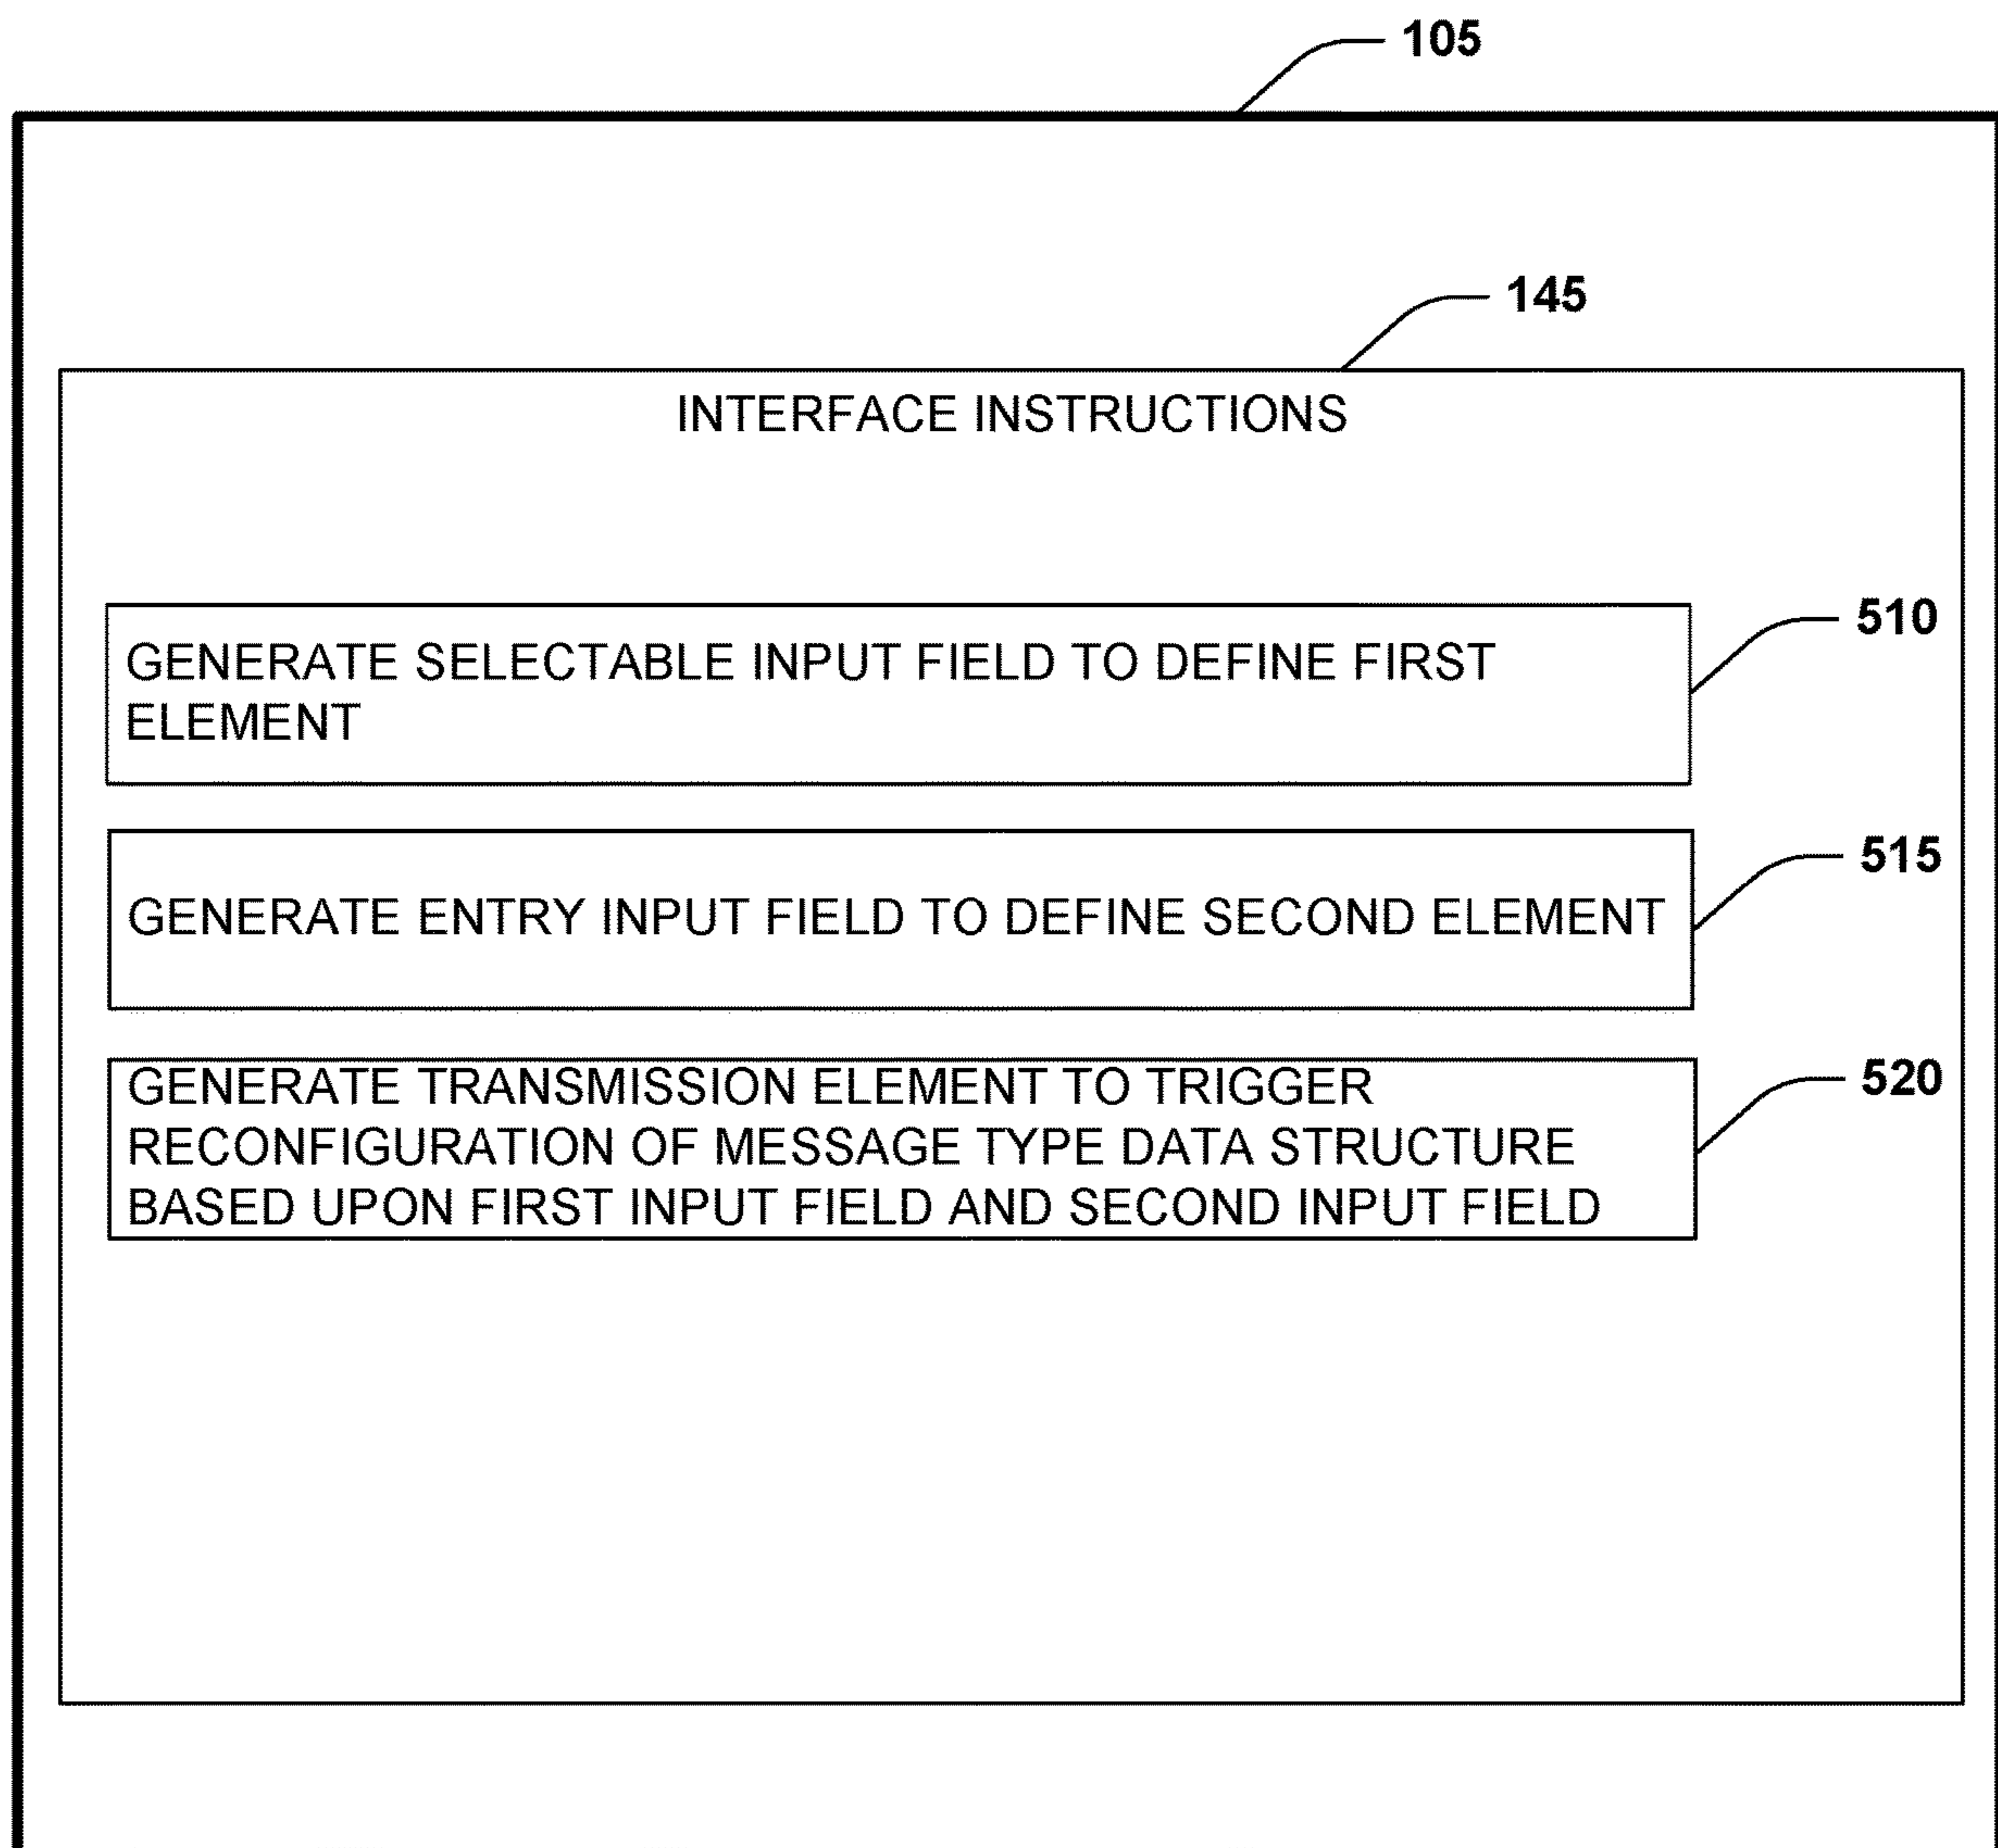 105
145
INTERFACE INSTRUCTIONS
510
GENERATE SELECTABLE INPUT FIELD TO DEFINE FIRST
ELEMENT
515
GENERATE ENTRY INPUT FIELD TO DEFINE SECOND ELEMENT
520
GENERATE TRANSMISSION ELEMENT TO TRIGGER
RECONFIGURATION OF MESSAGE TYPE DATA STRUCTURE
BASED UPON FIRST INPUT FIELD AND SECOND INPUT FIELD